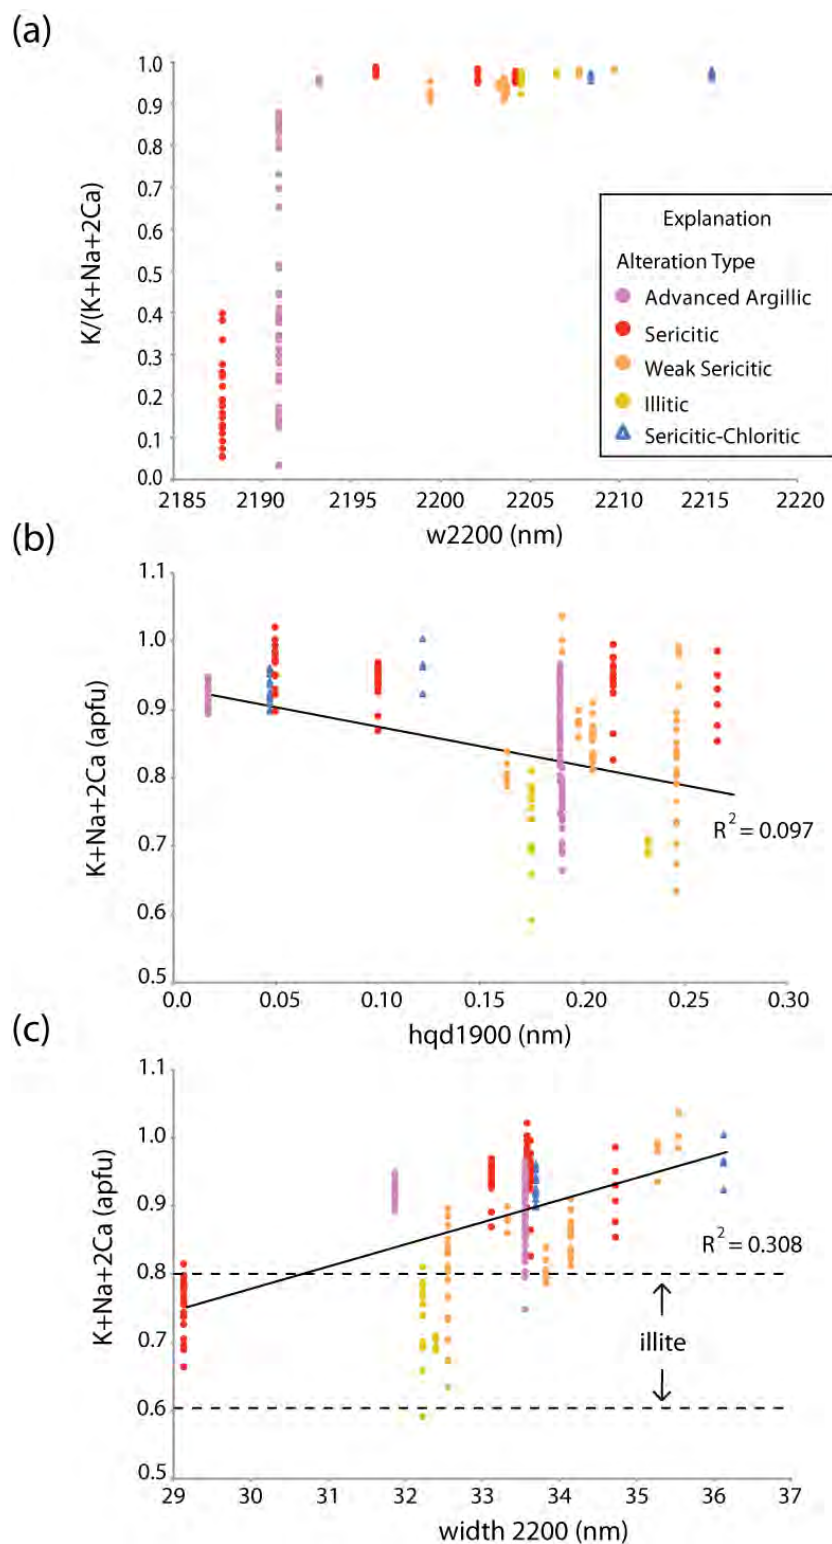 (a)
1.0
0.9
0.8
0.7
0.6
0.5
0.4
0.3
0.2
0.1
0.0
K/(K+Na+2Ca)
2185 2190 2195 2200 2205 2210 2215 2220
w2200 (nm)
Explanation
Alteration Type
Advanced Argillic
Sericitic
Weak Sericitic
Illitic
Sericitic-Chloritic
(b)
1.1
1.0
0.9
0.8
0.7
0.6
0.5
K+Na+2Ca (apfu)
R² = 0.097
0.0 0.05 0.10 0.15 0.20 0.25 0.30
hqd1900 (nm)
(c)
1.1
1.0
0.9
0.8
0.7
0.6
0.5
K+Na+2Ca (apfu)
R² = 0.308
illite
29 30 31 32 33 34 35 36 37
width 2200 (nm)